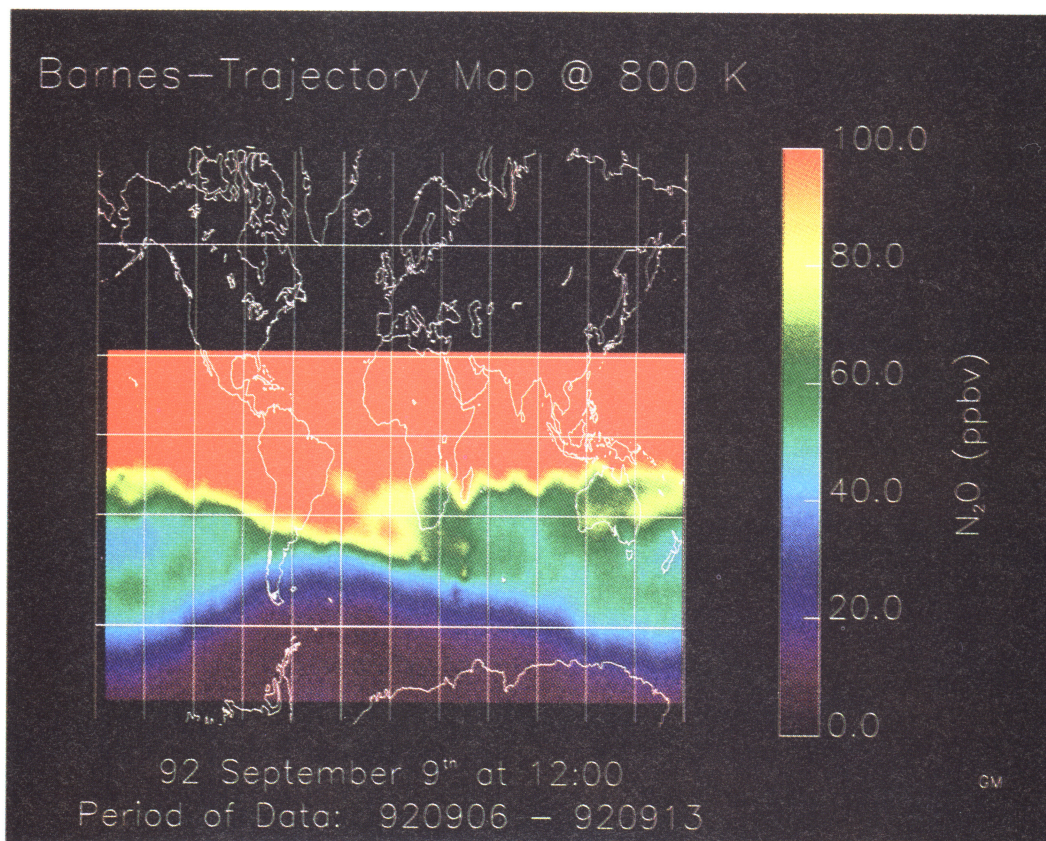 Barnes-Trajectory Map @ 800 K
100.0
80.0
60.0
40.0
20.0
0.0
N₂O (ppbv)
92 September 9th at 12:00
Period of Data: 920906 - 920913
GM